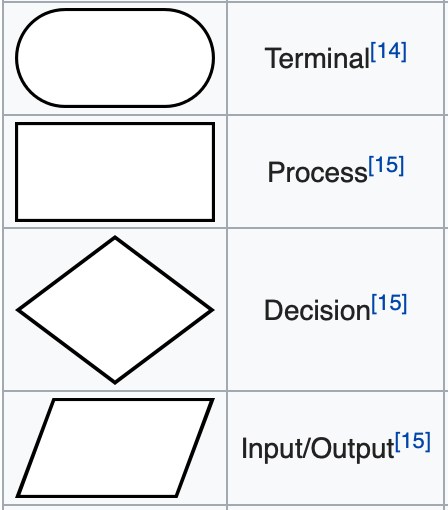 Terminal[14]
Process[15]
Decision[15]
Input/Output[15]